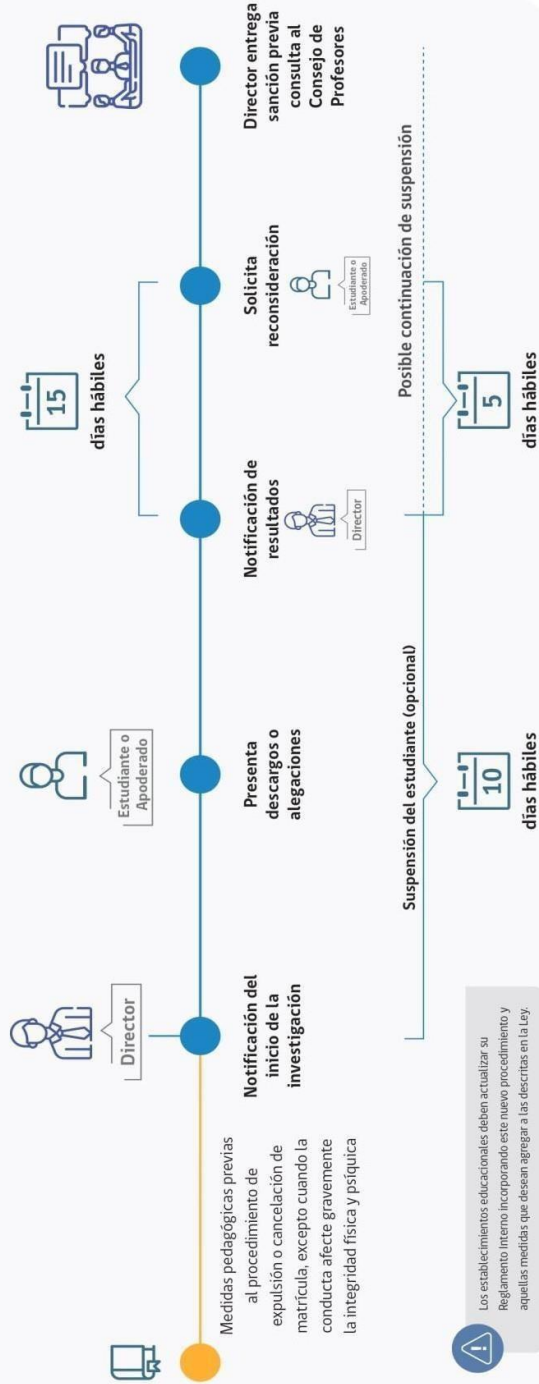 Medidas pedagógicas previas
al procedimiento de
expulsión o cancelación de
matrícula, excepto cuando la
conducta afecte gravemente
la integridad física y psíquica
Director
Notificación del
inicio de la
investigación
Estudiante o
Apoderado
Presenta
descargos o
alegaciones
Notificación de
resultados
Director
15
días hábiles
Solicita
reconsideración
Estudiante o
Apoderado
Director entrega
sanción previa
consulta al
Consejo de
Profesores
Suspensión del estudiante (opcional)
10
días hábiles
Posible continuación de suspensión
5
días hábiles
Los establecimientos educacionales deben actualizar su
Reglamento Interno incorporando este nuevo procedimiento y
aquellas medidas que desean agregar a las descritas en la Ley.